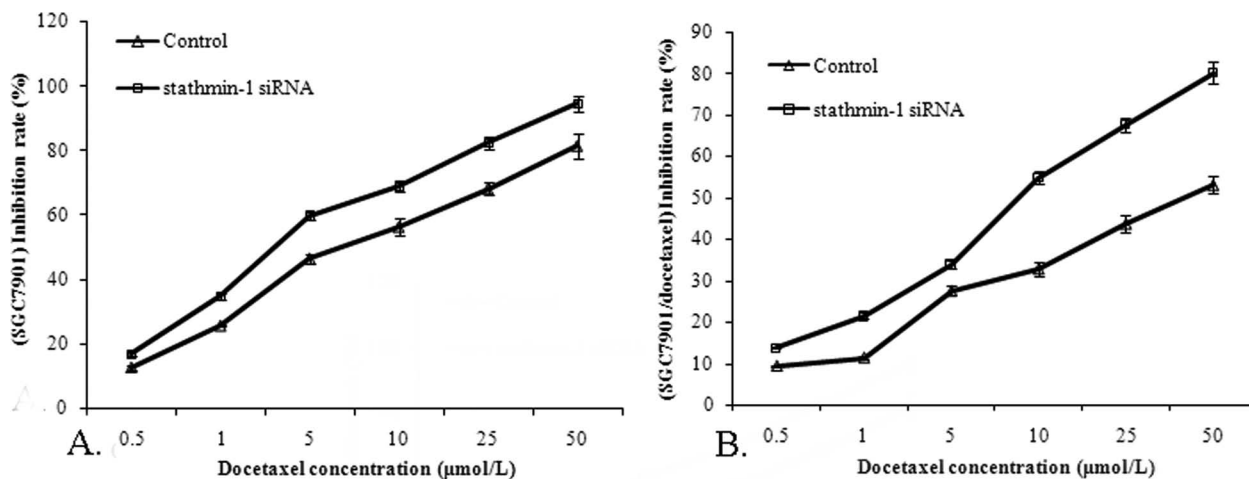 120
100
80
60
40
20
0
(SGC7901) Inhibition rate (%)
Control
stathmin-1 siRNA
0.5 1 5 10 25 50
Docetaxel concentration (μmol/L)
A.
A.
90
80
70
60
50
40
30
20
10
0
(SGC7901/docetaxel) Inhibition rate (%)
Control
stathmin-1 siRNA
0.5 1 5 10 25 50
Docetaxel concentration (μmol/L)
B.